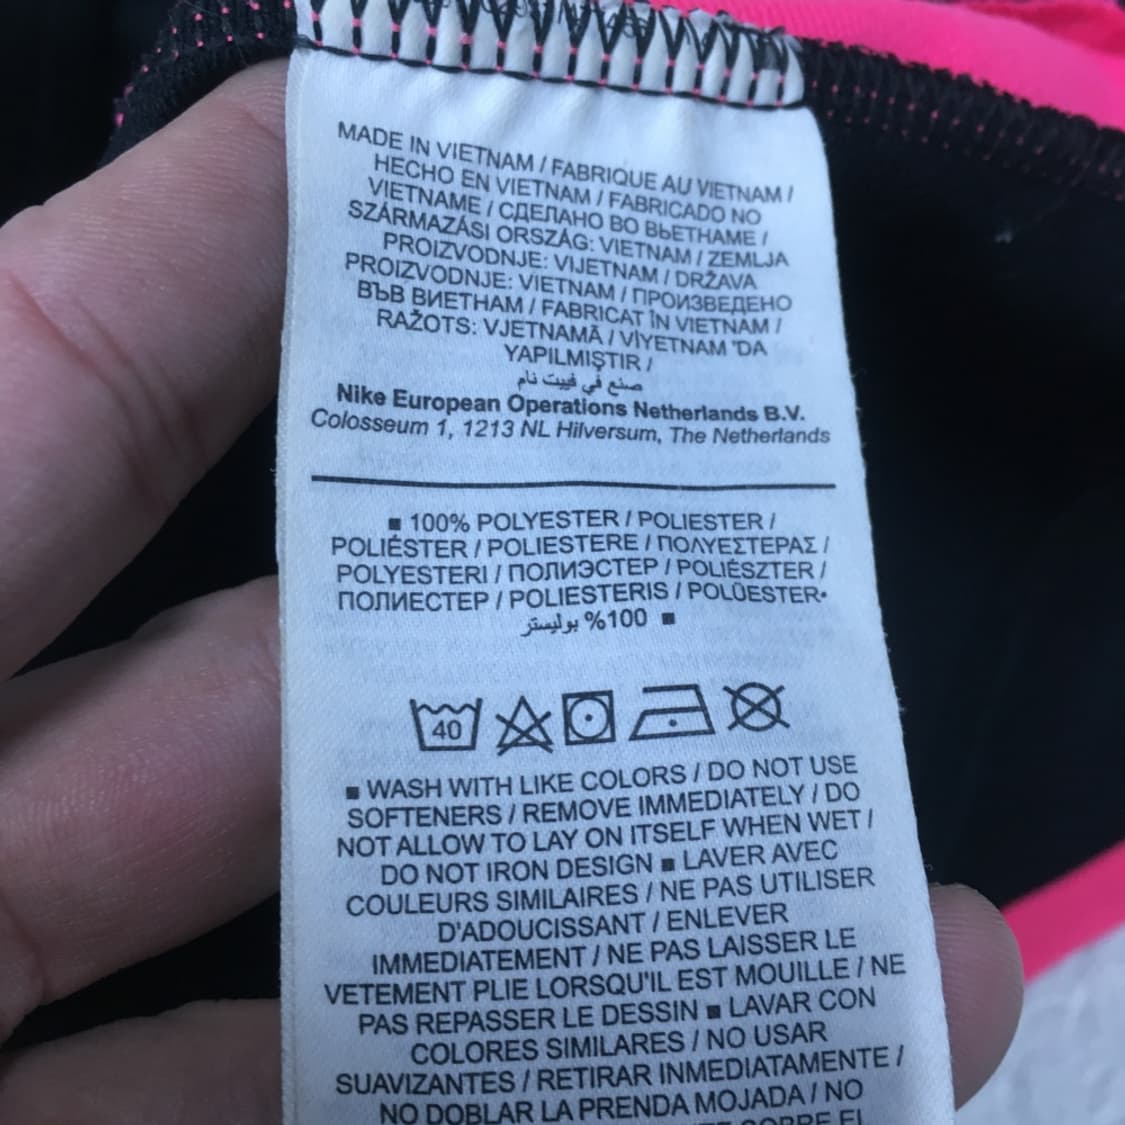 MADE IN VIETNAM / FABRIQUE AU VIETNAM /
HECHO EN VIETNAM / FABRICADO NO
VIETNAME / СДЕЛАНО ВО ВЬЕТНАМЕ /
SZÁRMAZÁSI ORSZÁG: VIETNAM / ZEMLJA
PROIZVODNJE: VIJETNAM / DRŽAVA
PROIZVODNJE: VIETNAM / ПРОИЗВЕДЕНО
ВЪВ ВИЕТНАМ / FABRICAT ÎN VIETNAM /
RAŽOTS: VJETNAMĀ / VİYETNAM 'DA
YAPILMIŞTIR /
صنع في فييت نام
Nike European Operations Netherlands B.V.
Colosseum 1, 1213 NL Hilversum, The Netherlands
■ 100% POLYESTER / POLIESTER /
POLIÉSTER / POLIESTERE / ΠΟΛΥΕΣΤΕΡΑΣ /
POLYESTERI / ПОЛИЭСТЕР / POLIÉSZTER /
ПОЛИЕСТЕР / POLIESTERIS / POLÜESTER•
■ 100% بوليستر
40
■ WASH WITH LIKE COLORS / DO NOT USE
SOFTENERS / REMOVE IMMEDIATELY / DO
NOT ALLOW TO LAY ON ITSELF WHEN WET /
DO NOT IRON DESIGN ■ LAVER AVEC
COULEURS SIMILAIRES / NE PAS UTILISER
D'ADOUCISSANT / ENLEVER
IMMEDIATEMENT / NE PAS LAISSER LE
VETEMENT PLIE LORSQU'IL EST MOUILLE / NE
PAS REPASSER LE DESSIN ■ LAVAR CON
COLORES SIMILARES / NO USAR
SUAVIZANTES / RETIRAR INMEDIATAMENTE /
NO DOBLAR LA PRENDA MOJADA / NO
SOBRE EL